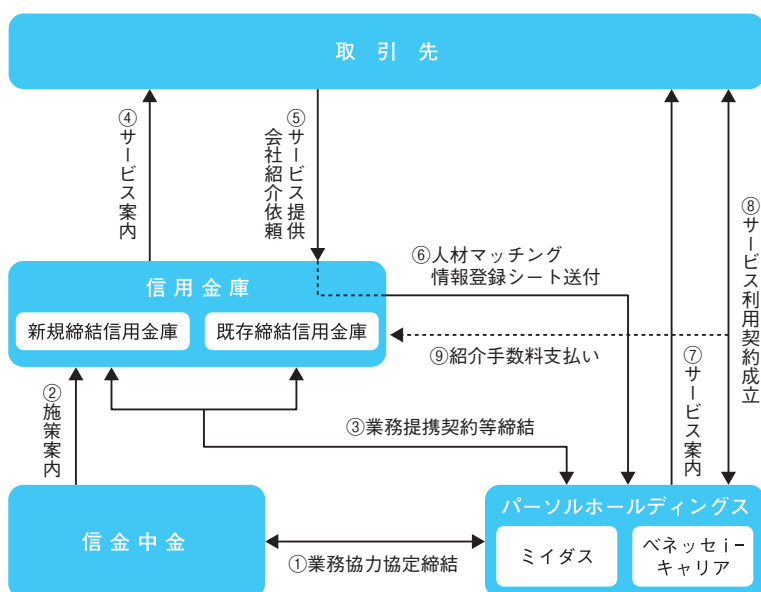 取引先
④サービス案内
⑤サービス提供
会社紹介依頼
⑥人材マッチング
情報登録シート送付
⑧サービス利用契約成立
信用金庫
新規締結信用金庫
既存締結信用金庫
⑨紹介手数料支払い
⑦サービス案内
②施策案内
③業務提携契約等締結
信金中金
①業務協力協定締結
パーソルホールディングス
ミイダス
ベネッセi-
キャリア